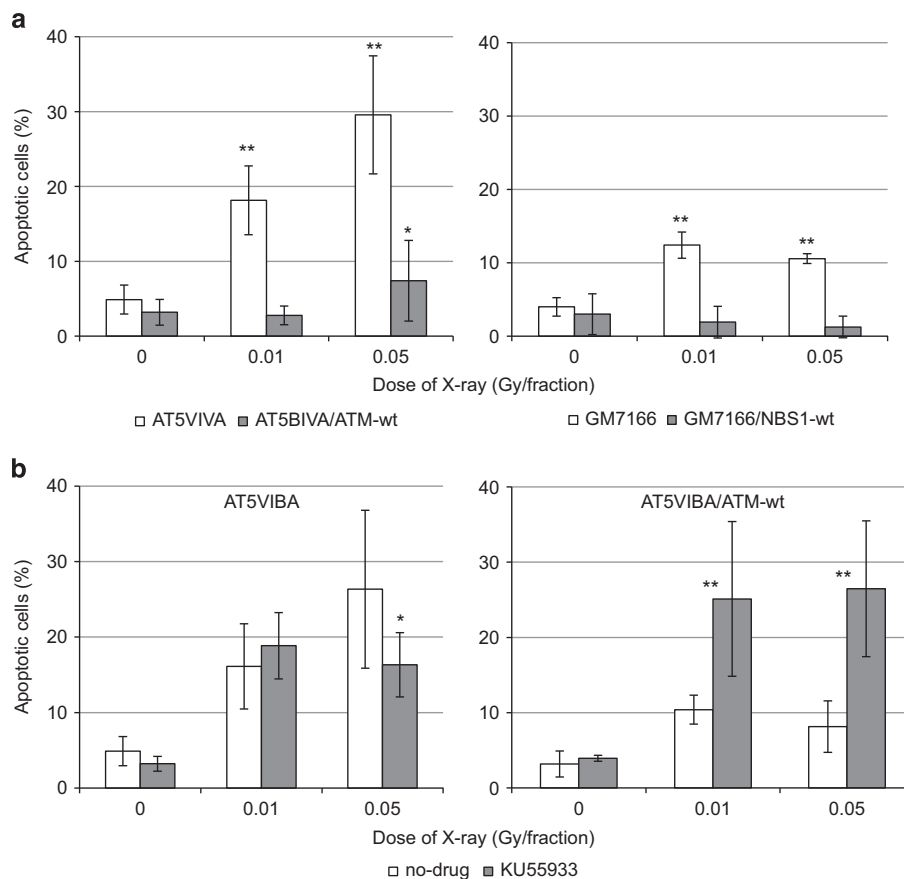 a
40
30
20
10
0
Apoptotic cells (%)
**
**
*
0 0.01 0.05
40
30
20
10
0
**
**
0 0.01 0.05
Dose of X-ray (Gy/fraction)
AT5VIVA AT5BIVA/ATM-wt
GM7166 GM7166/NBS1-wt
b
AT5VIBA
40
30
20
10
0
Apoptotic cells (%)
*
0 0.01 0.05
AT5VIBA/ATM-wt
40
30
20
10
0
**
**
0 0.01 0.05
Dose of X-ray (Gy/fraction)
no-drug KU55933